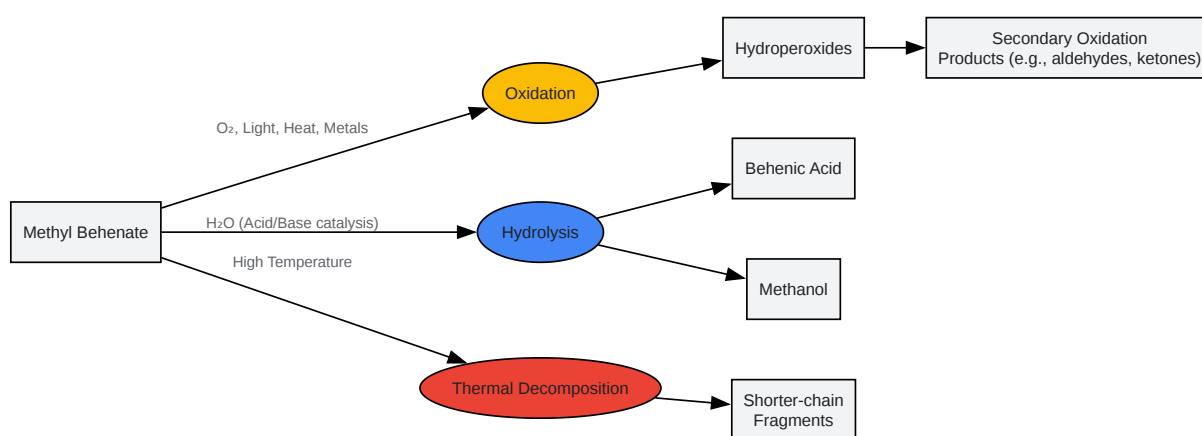 Hydroperoxides
Secondary Oxidation
Products (e.g., aldehydes, ketones)
Oxidation
O₂, Light, Heat, Metals
Behenic Acid
Methyl Behenate
H₂O (Acid/Base catalysis)
Hydrolysis
High Temperature
Methanol
Thermal Decomposition
Shorter-chain
Fragments